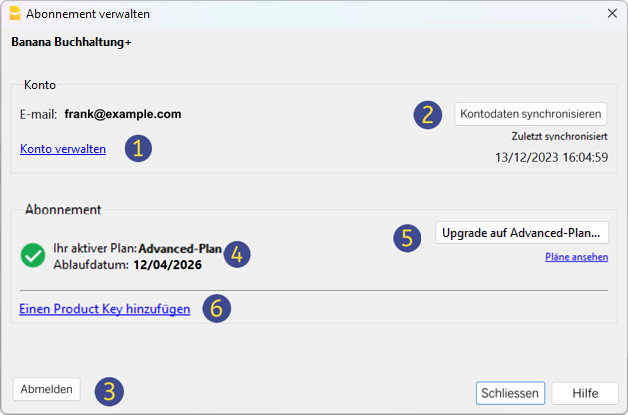 Abonnement verwalten
Banana Buchhaltung+
Konto
E-mail: frank@example.com
2 Kontodaten synchronisieren
Zuletzt synchronisiert
Konto verwalten 1
13/12/2023 16:04:59
Abonnement
5 Upgrade auf Advanced-Plan...
Ihr aktiver Plan: Advanced-Plan 4
Pläne ansehen
Ablaufdatum: 12/04/2026
Einen Product Key hinzufügen 6
Abmelden 3
Schliessen Hilfe